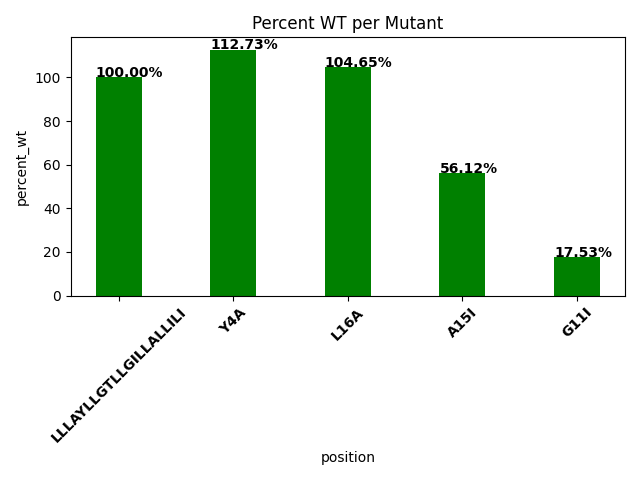 Percent WT per Mutant
percent_wt
100
80
60
40
20
0
100.00%
112.73%
104.65%
56.12%
17.53%
LLLAYLLGTLLGILLALLILI
Y4A
L16A
A15I
G11I
position